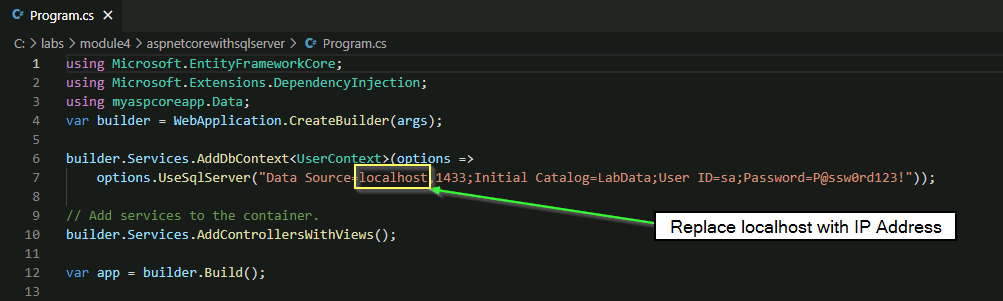 Program.cs
C: > labs > module4 > aspnetcorewithsqlserver > Program.cs
1 using Microsoft.EntityFrameworkCore;
2 using Microsoft.Extensions.DependencyInjection;
3 using myaspcoreapp.Data;
4 var builder = WebApplication.CreateBuilder(args);
5
6 builder.Services.AddDbContext<UserContext>(options =>
7 options.UseSqlServer("Data Source=localhost,1433;Initial Catalog=LabData;User ID=sa;Password=P@ssw0rd123!"));
8
9 // Add services to the container.
Replace localhost with IP Address
10 builder.Services.AddControllersWithViews();
11
12 var app = builder.Build();
13